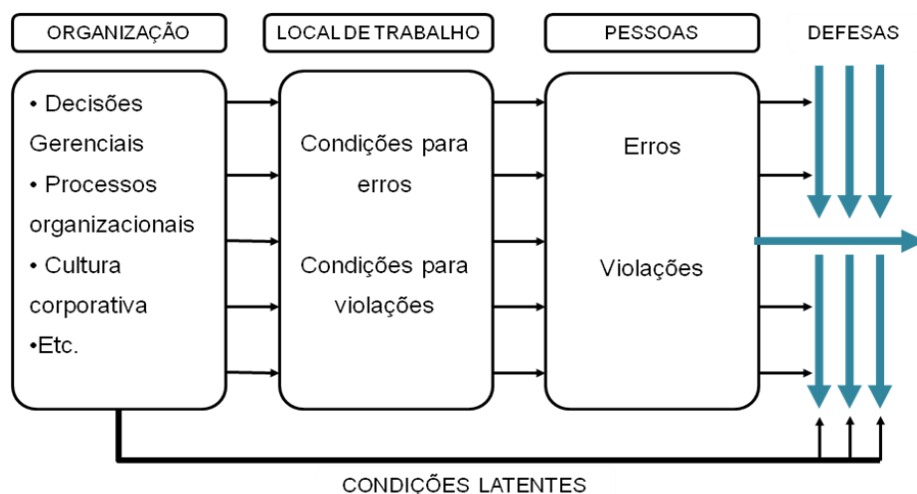 ORGANIZAÇÃO
LOCAL DE TRABALHO
PESSOAS
DEFESAS
• Decisões
Gerenciais
• Processos
organizacionais
• Cultura
corporativa
•Etc.
Condições para
erros
Condições para
violações
Erros
Violações
CONDIÇÕES LATENTES